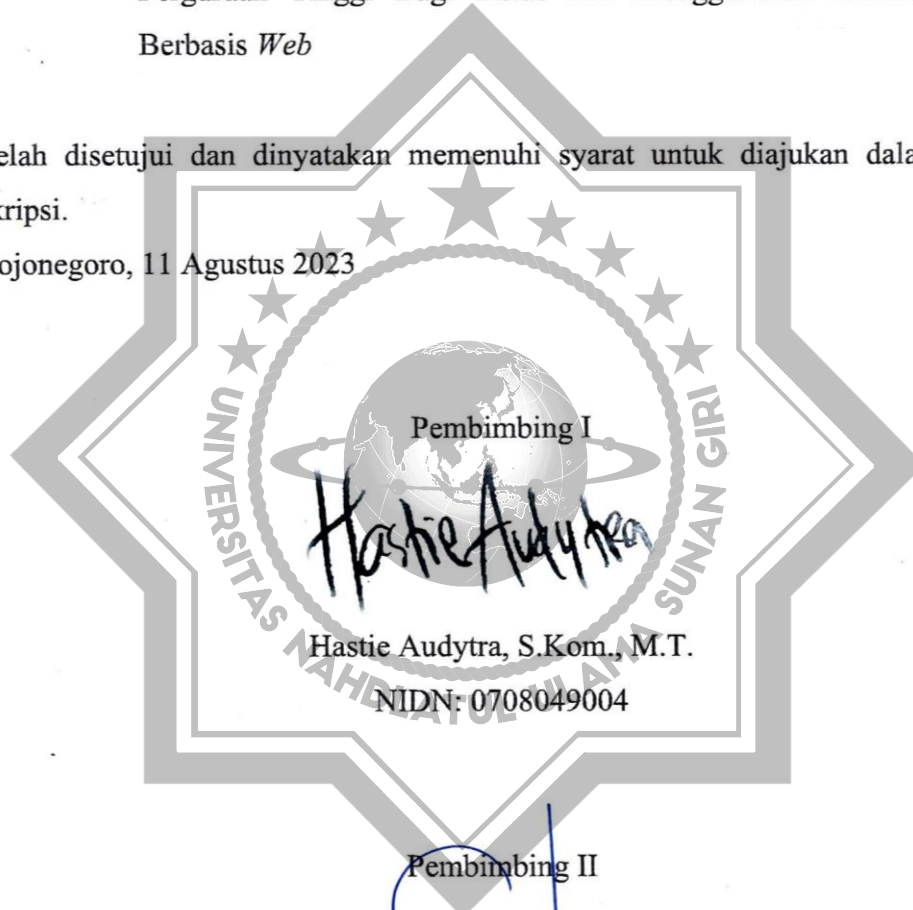 Berbasis Web
elah disetujui dan dinyatakan memenuhi syarat untuk diajukan dala
kripsi.
ojonegoro, 11 Agustus 2023
UNIVERSITAS NAHDLATUL ULAMA SUNAN GIRI
Pembimbing I
Hastie Audytra
Hastie Audytra, S.Kom., M.T.
NIDN: 0708049004
Pembimbing II